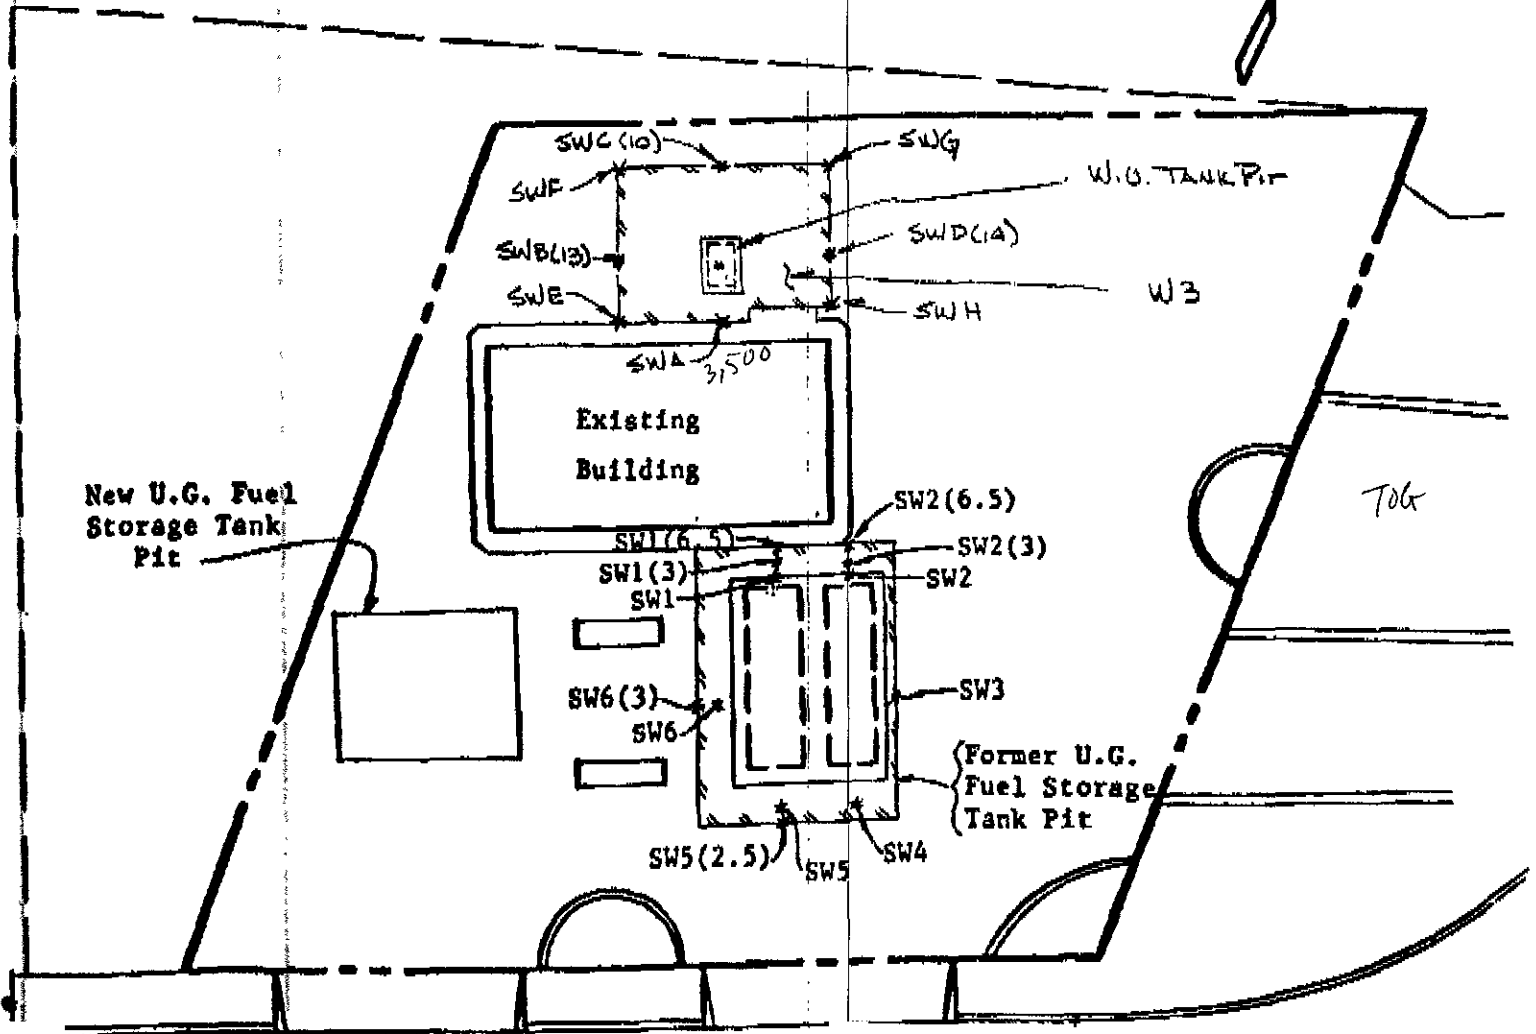 SWC(10)
SWG
SWF
W.O. TANK PIT
SWB(13)
SWD(14)
SWE
W3
SWH
SWA
3,500
Existing
Building
New U.G. Fuel
Storage Tank
Pit
TOG
SW2(6.5)
SW1(6.5)
SW2(3)
SW1(3)
SW2
SW1
SW3
SW6(3)
SW6
Former U.G.
Fuel Storage
Tank Pit
SW5(2.5)
SW5
SW4